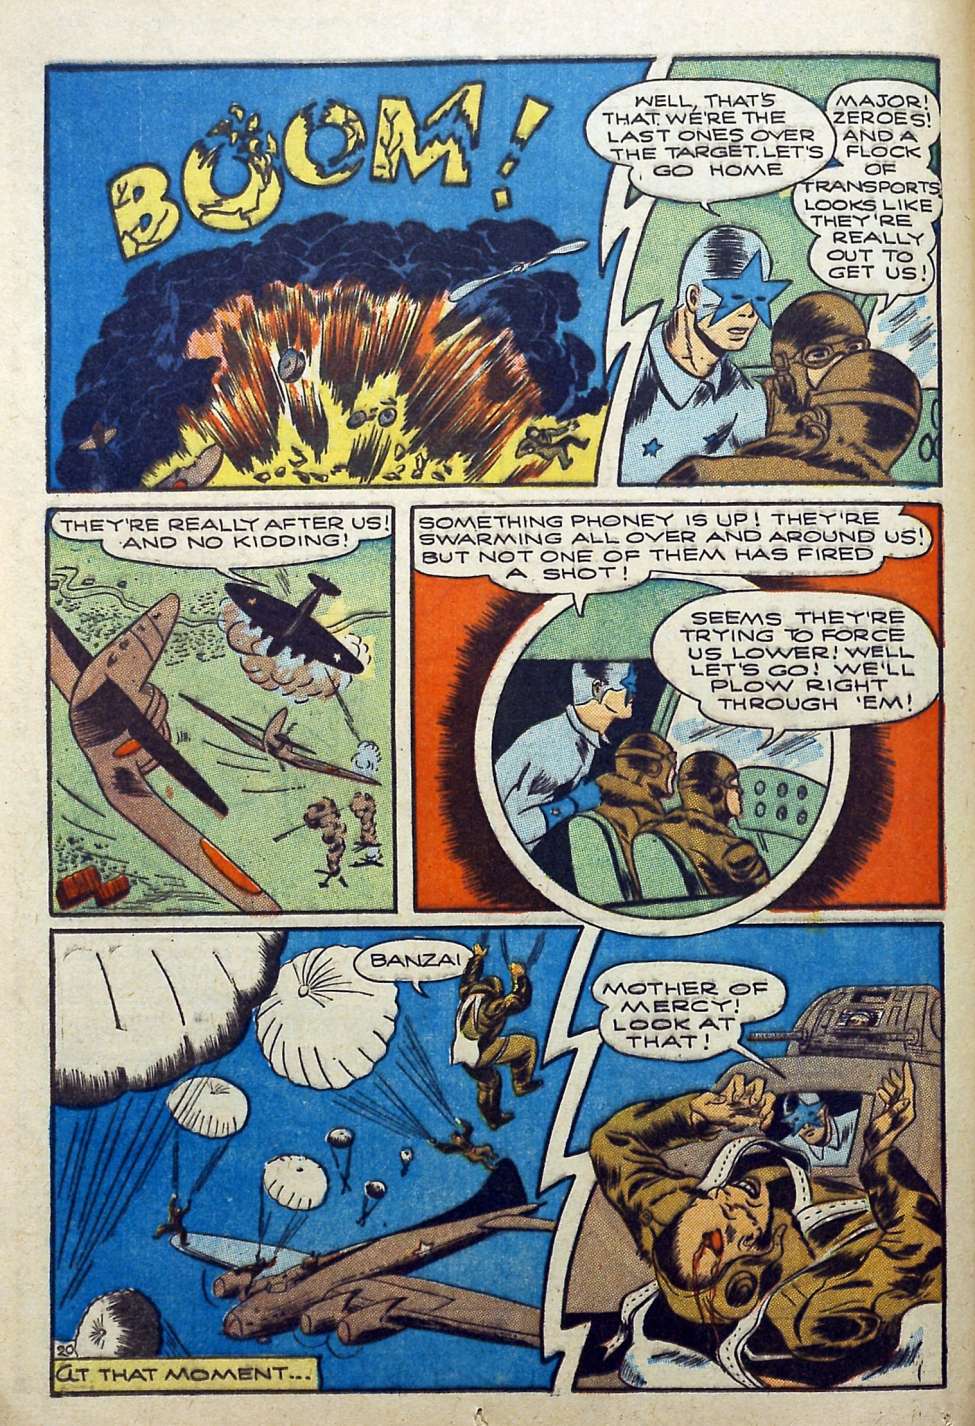 BOOM!
WELL, THAT'S
THAT. WE'RE THE
LAST ONES OVER
THE TARGET. LET'S
GO HOME
MAJOR!
ZEROES!
AND A
FLOCK
OF
TRANSPORTS
LOOKS LIKE
THEY'RE
REALLY
OUT TO
GET US!
THEY'RE REALLY AFTER US!
AND NO KIDDING!
SOMETHING PHONEY IS UP! THEY'RE
SWARMING ALL OVER AND AROUND US!
BUT NOT ONE OF THEM HAS FIRED
A SHOT!
SEEMS THEY'RE
TRYING TO FORCE
US LOWER! WELL
LET'S GO! WE'LL
PLOW RIGHT
THROUGH 'EM!
BANZAI
MOTHER OF
MERCY!
LOOK AT
THAT!
20
AT THAT MOMENT...